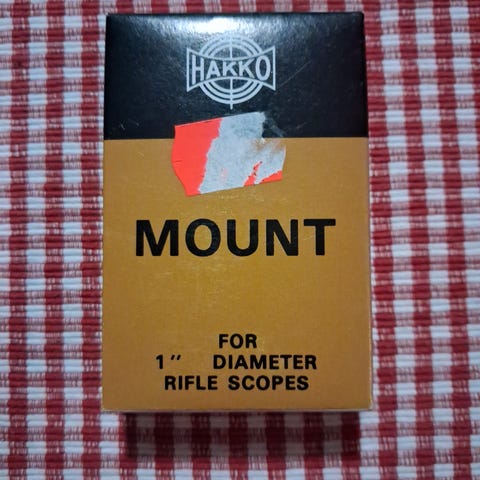 HAKKO
MOUNT
FOR
1" DIAMETER
RIFLE SCOPES